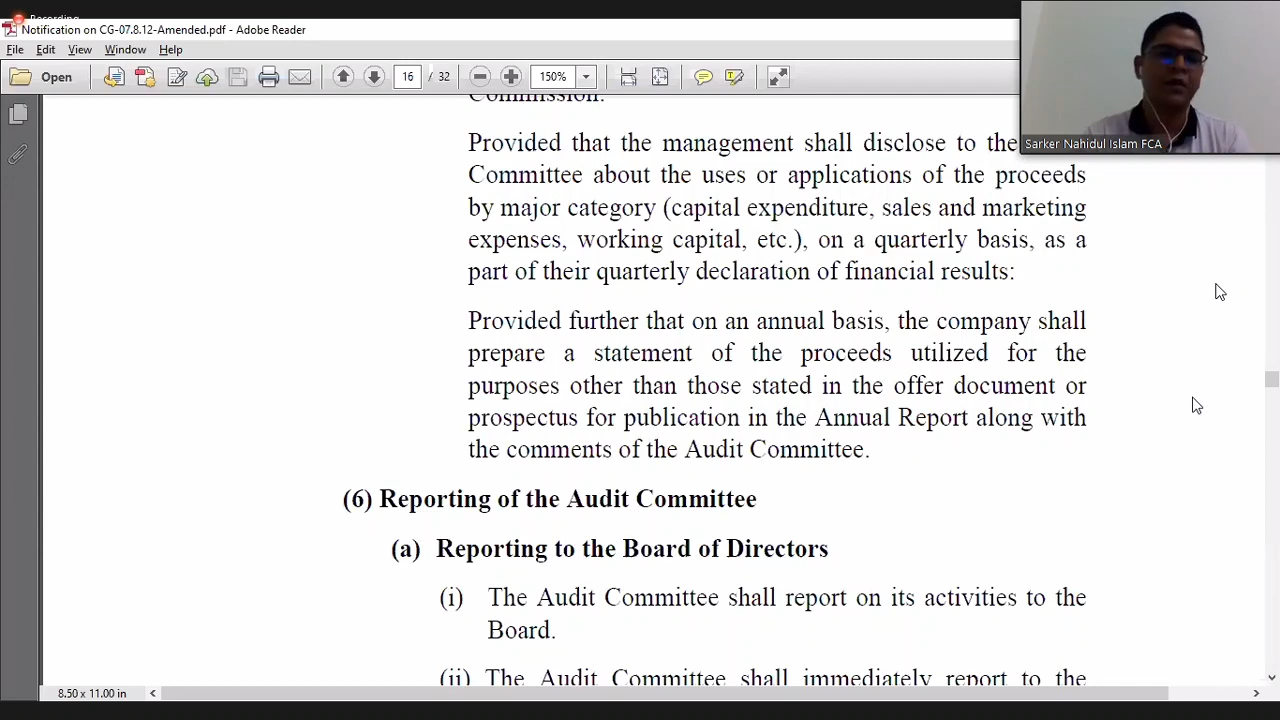 Recording
Notification on CG-07.8.12-Amended.pdf - Adobe Reader
File Edit View Window Help
Open 16 / 32 150%
Commission.
Provided that the management shall disclose to the
Committee about the uses or applications of the proceeds
by major category (capital expenditure, sales and marketing
expenses, working capital, etc.), on a quarterly basis, as a
part of their quarterly declaration of financial results:
Provided further that on an annual basis, the company shall
prepare a statement of the proceeds utilized for the
purposes other than those stated in the offer document or
prospectus for publication in the Annual Report along with
the comments of the Audit Committee.
(6) Reporting of the Audit Committee
(a) Reporting to the Board of Directors
(i) The Audit Committee shall report on its activities to the
Board.
(ii) The Audit Committee shall immediately report to the
8.50 x 11.00 in
Sarker Nahidul Islam FCA